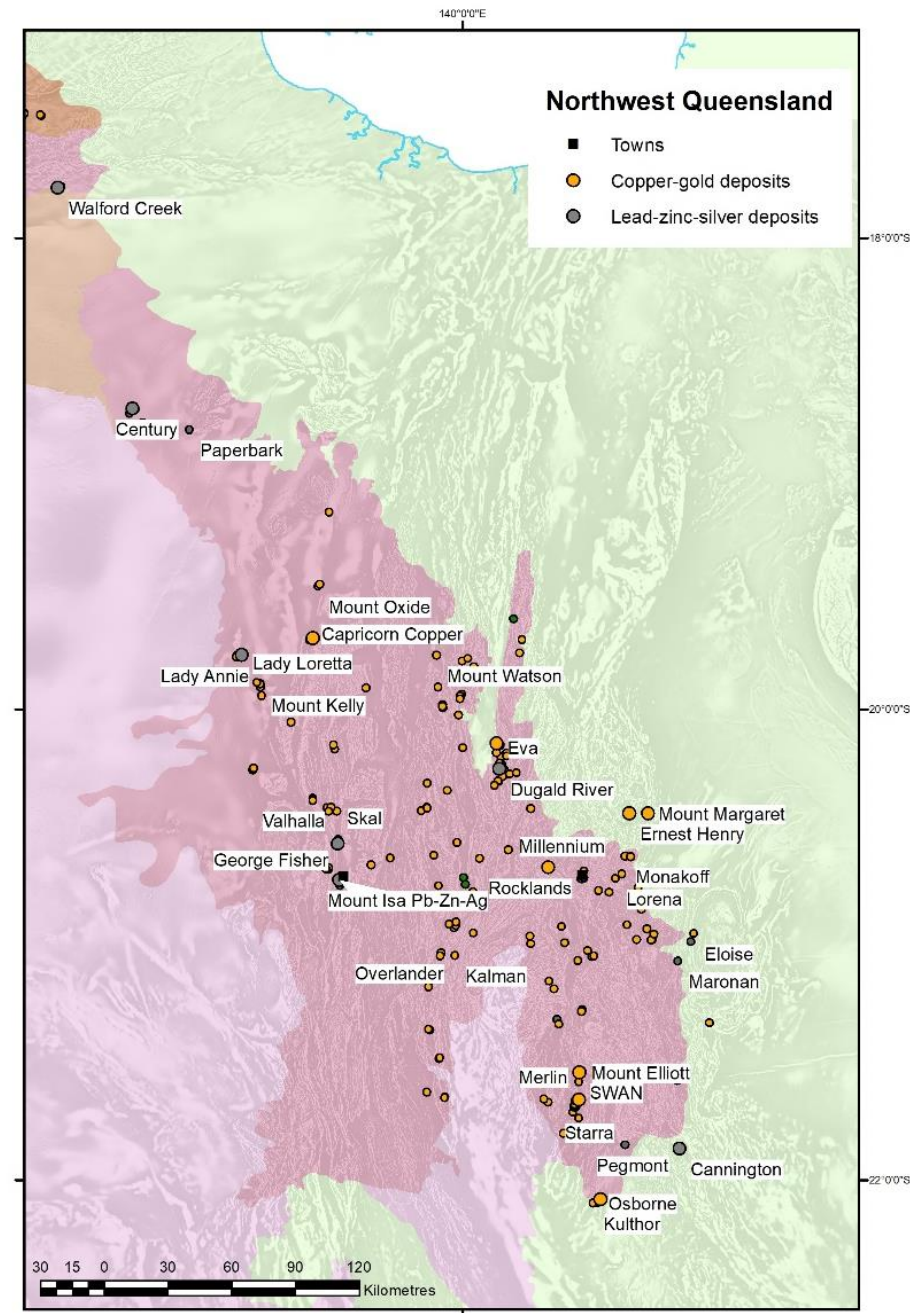 140°0'0"E
Northwest Queensland
Towns
Copper-gold deposits
Lead-zinc-silver deposits
Walford Creek
18°0'0"S
Century
Paperbark
Mount Oxide
Capricorn Copper
Lady Loretta
Lady Annie
Mount Watson
Mount Kelly
20°0'0"S
Eva
Dugald River
Valhalla
Skal
Mount Margaret
Ernest Henry
Millennium
George Fisher
Monakoff
Rocklands
Mount Isa Pb-Zn-Ag
Lorena
Eloise
Overlander
Kalman
Maronan
Merlin
Mount Elliott
SWAN
Starra
Pegmont
Cannington
22°0'0"S
Osborne
Kulthor
30 15 0 30 60 90 120
Kilometres